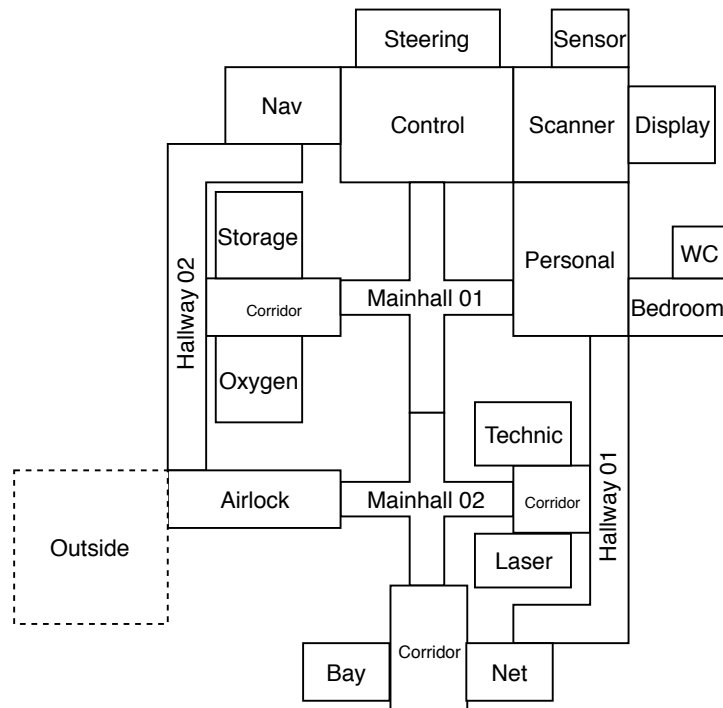 Steering
Sensor
Nav
Control
Scanner
Display
Storage
Personal
WC
Hallway 02
Corridor
Mainhall 01
Bedroom
Oxygen
Technic
Hallway 01
Airlock
Mainhall 02
Corridor
Outside
Laser
Bay
Corridor
Net